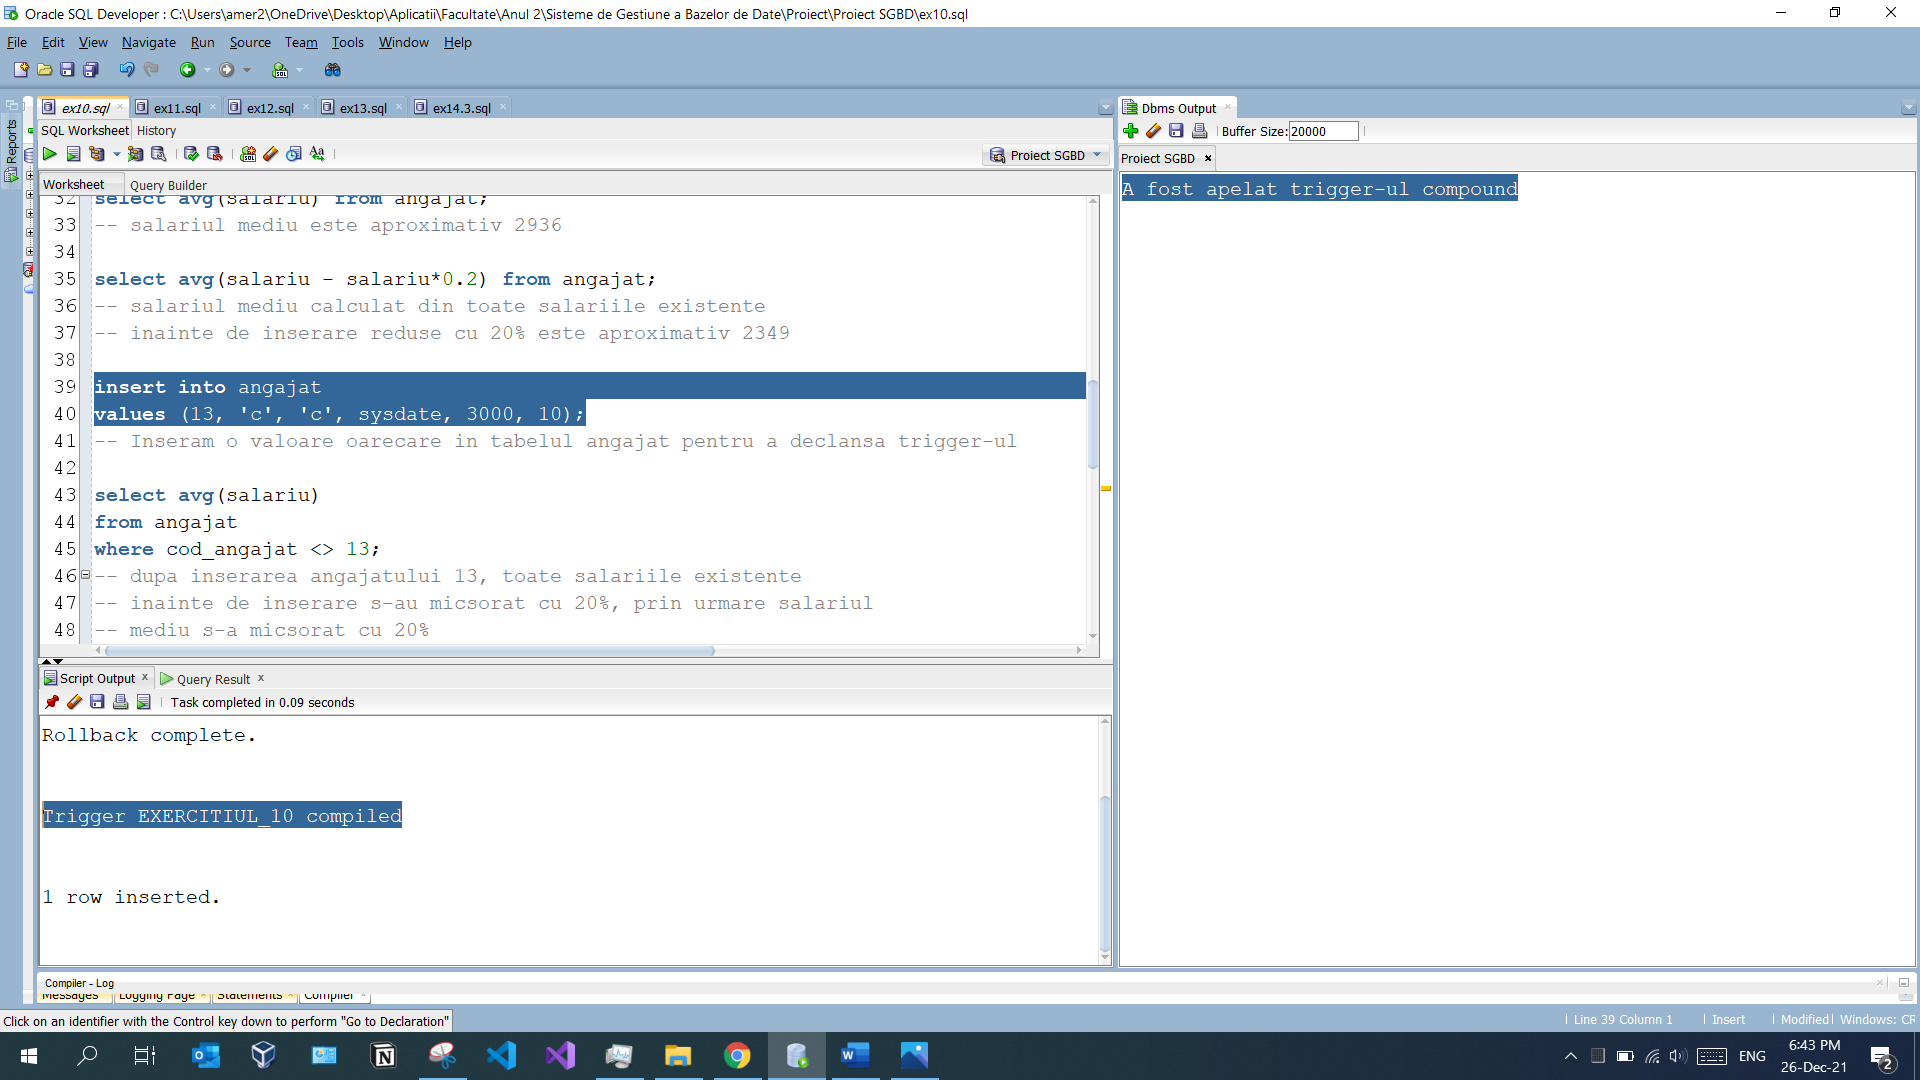 Oracle SQL Developer : C:\Users\amer2\OneDrive\Desktop\Aplicatii\Facultate\Anul 2\Sisteme de Gestiune a Bazelor de Date\Proiect\Proiect SGBD\ex10.sql
File Edit View Navigate Run Source Team Tools Window Help
ex10.sql ex11.sql ex12.sql ex13.sql ex14.3.sql
SQL Worksheet History
Proiect SGBD
Worksheet Query Builder
32 select avg(salariu) from angajat;
33 -- salariul mediu este aproximativ 2936
34
35 select avg(salariu - salariu*0.2) from angajat;
36 -- salariul mediu calculat din toate salariile existente
37 -- inainte de inserare reduse cu 20% este aproximativ 2349
38
39 insert into angajat
40 values (13, 'c', 'c', sysdate, 3000, 10);
41 -- Inseram o valoare oarecare in tabelul angajat pentru a declansa trigger-ul
42
43 select avg(salariu)
44 from angajat
45 where cod_angajat <> 13;
46 -- dupa inserarea angajatului 13, toate salariile existente
47 -- inainte de inserare s-au micsorat cu 20%, prin urmare salariul
48 -- mediu s-a micsorat cu 20%
Reports
Script Output x Query Result x
Task completed in 0.09 seconds
Rollback complete.
Trigger EXERCITIUL_10 compiled
1 row inserted.
Dbms Output
Buffer Size: 20000
Proiect SGBD
A fost apelat trigger-ul compound
Compiler - Log
Messages Logging Page Statements Compiler
Click on an identifier with the Control key down to perform "Go to Declaration"
Line 39 Column 1 Insert Modified Windows: CR
ENG
6:43 PM
26-Dec-21
2